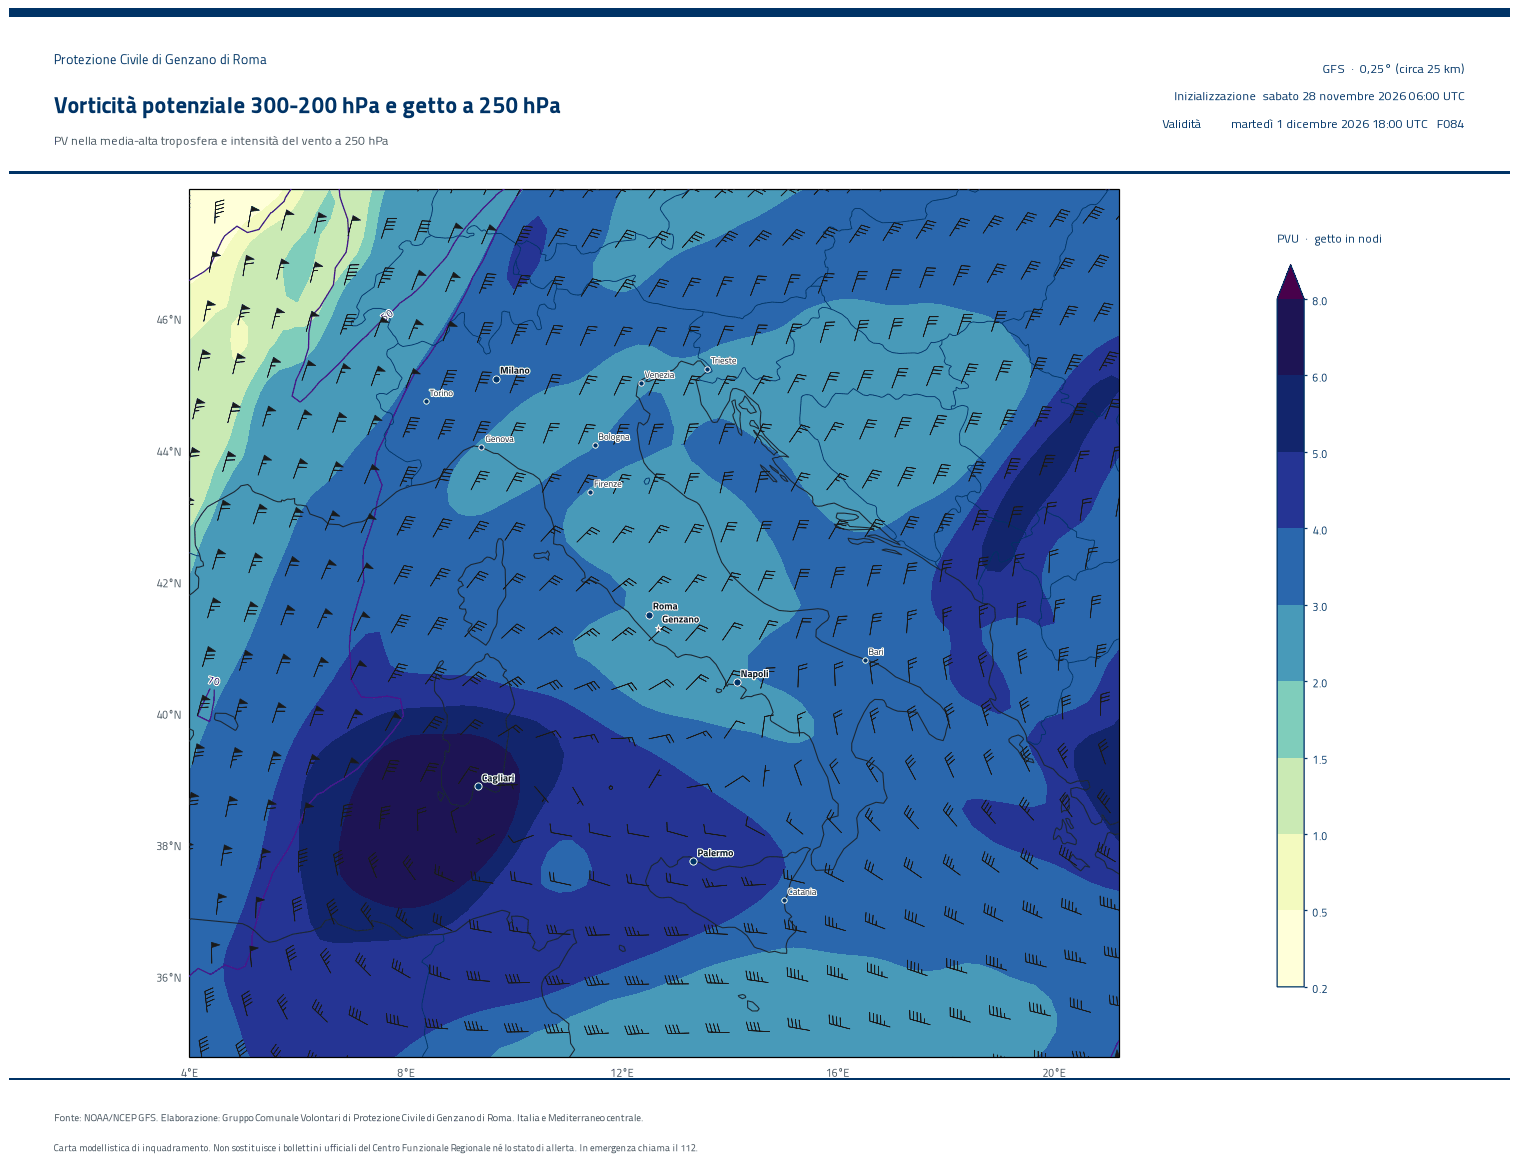 Protezione Civile di Genzano di Roma
Vorticità potenziale 300-200 hPa e getto a 250 hPa
PV nella media-alta troposfera e intensità del vento a 250 hPa
GFS · 0,25° (circa 25 km)
Inizializzazione sabato 28 novembre 2026 06:00 UTC
Validità martedì 1 dicembre 2026 18:00 UTC F084
PVU · getto in nodi
8.0
6.0
5.0
4.0
3.0
2.0
1.5
1.0
0.5
0.2
46°N
44°N
42°N
40°N
38°N
36°N
4°E
8°E
12°E
16°E
20°E
50
70
Milano
Torino
Venezia
Trieste
Genova
Bologna
Firenze
Roma
Genzano
Napoli
Bari
Cagliari
Palermo
Catania
Fonte: NOAA/NCEP GFS. Elaborazione: Gruppo Comunale Volontari di Protezione Civile di Genzano di Roma. Italia e Mediterraneo centrale.
Carta modellistica di inquadramento. Non sostituisce i bollettini ufficiali del Centro Funzionale Regionale né lo stato di allerta. In emergenza chiama il 112.